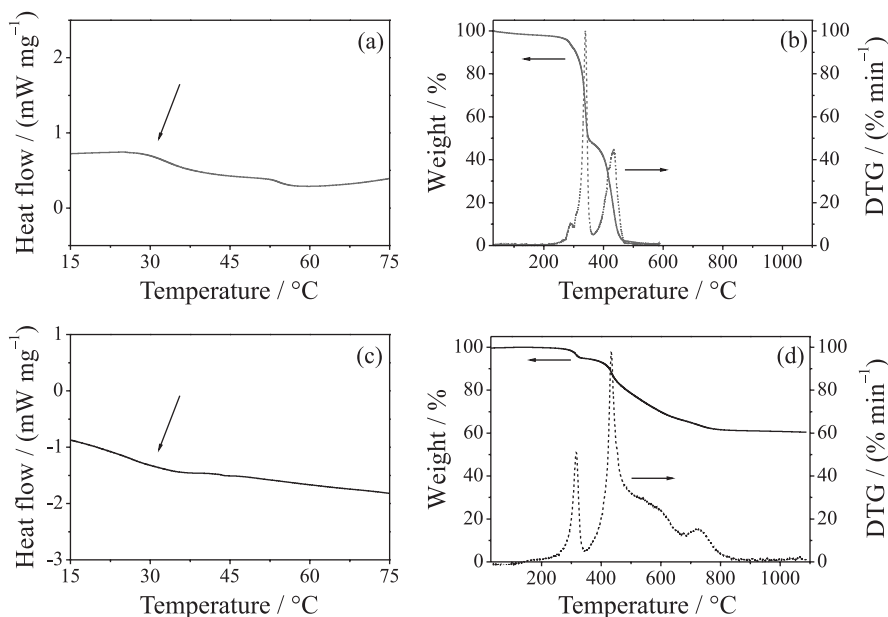 (a)
Heat flow / (mW mg⁻¹)
2
1
0
15 30 45 60 75
Temperature / °C
(b)
Weight / %
100
80
60
40
20
0
200 400 600 800 1000
Temperature / °C
100
80
60
40
20
0
DTG / (% min⁻¹)
(c)
Heat flow / (mW mg⁻¹)
1
0
-1
-2
-3
15 30 45 60 75
Temperature / °C
(d)
Weight / %
100
80
60
40
20
0
200 400 600 800 1000
Temperature / °C
100
80
60
40
20
0
DTG / (% min⁻¹)